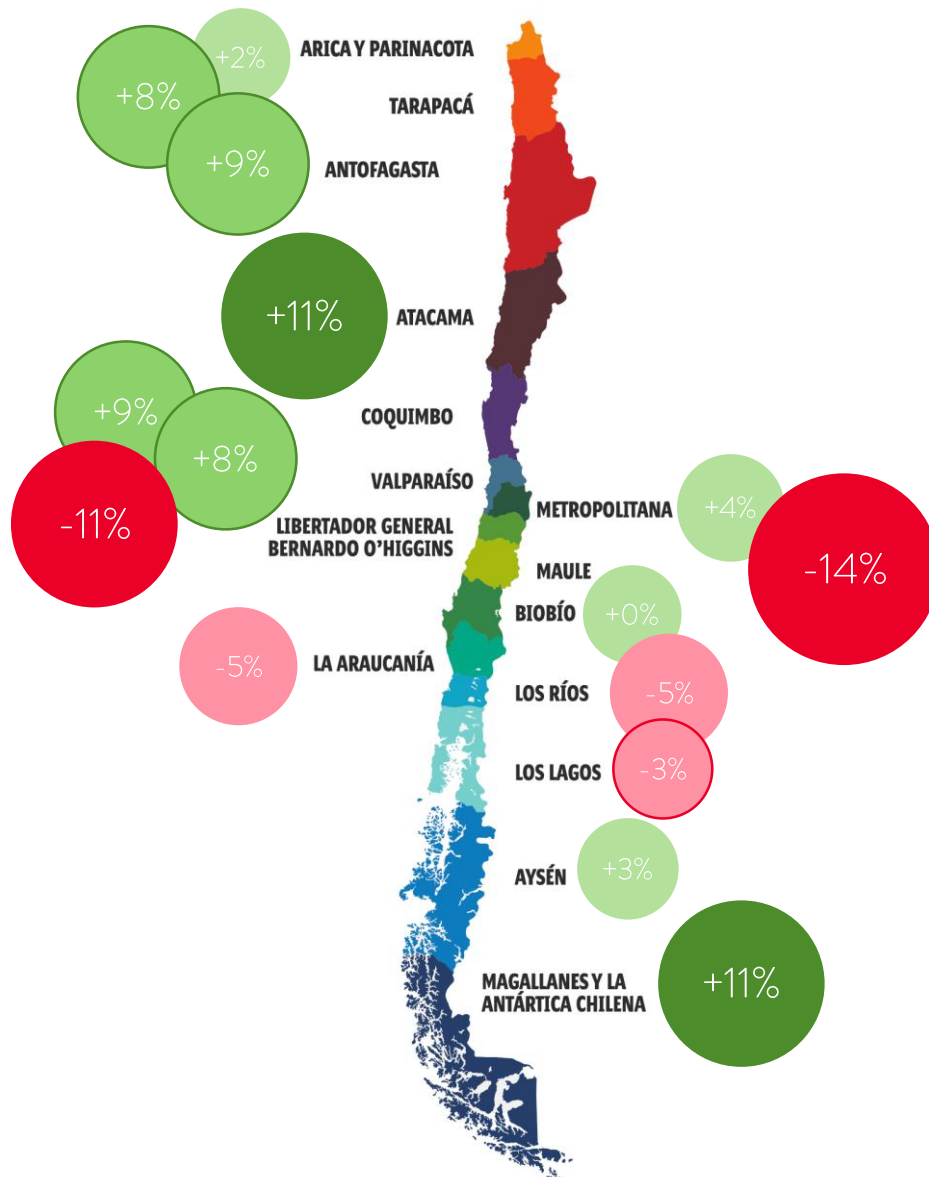 +2%
ARICA Y PARINACOTA
+8%
TARAPACÁ
+9%
ANTOFAGASTA
+11%
ATACAMA
+9%
COQUIMBO
+8%
VALPARAÍSO
-11%
LIBERTADOR GENERAL
BERNARDO O’HIGGINS
METROPOLITANA
+4%
MAULE
-14%
BIOBÍO
+0%
-5%
LA ARAUCANÍA
LOS RÍOS
-5%
LOS LAGOS
-3%
AYSÉN
+3%
MAGALLANES Y LA
ANTÁRTICA CHILENA
+11%